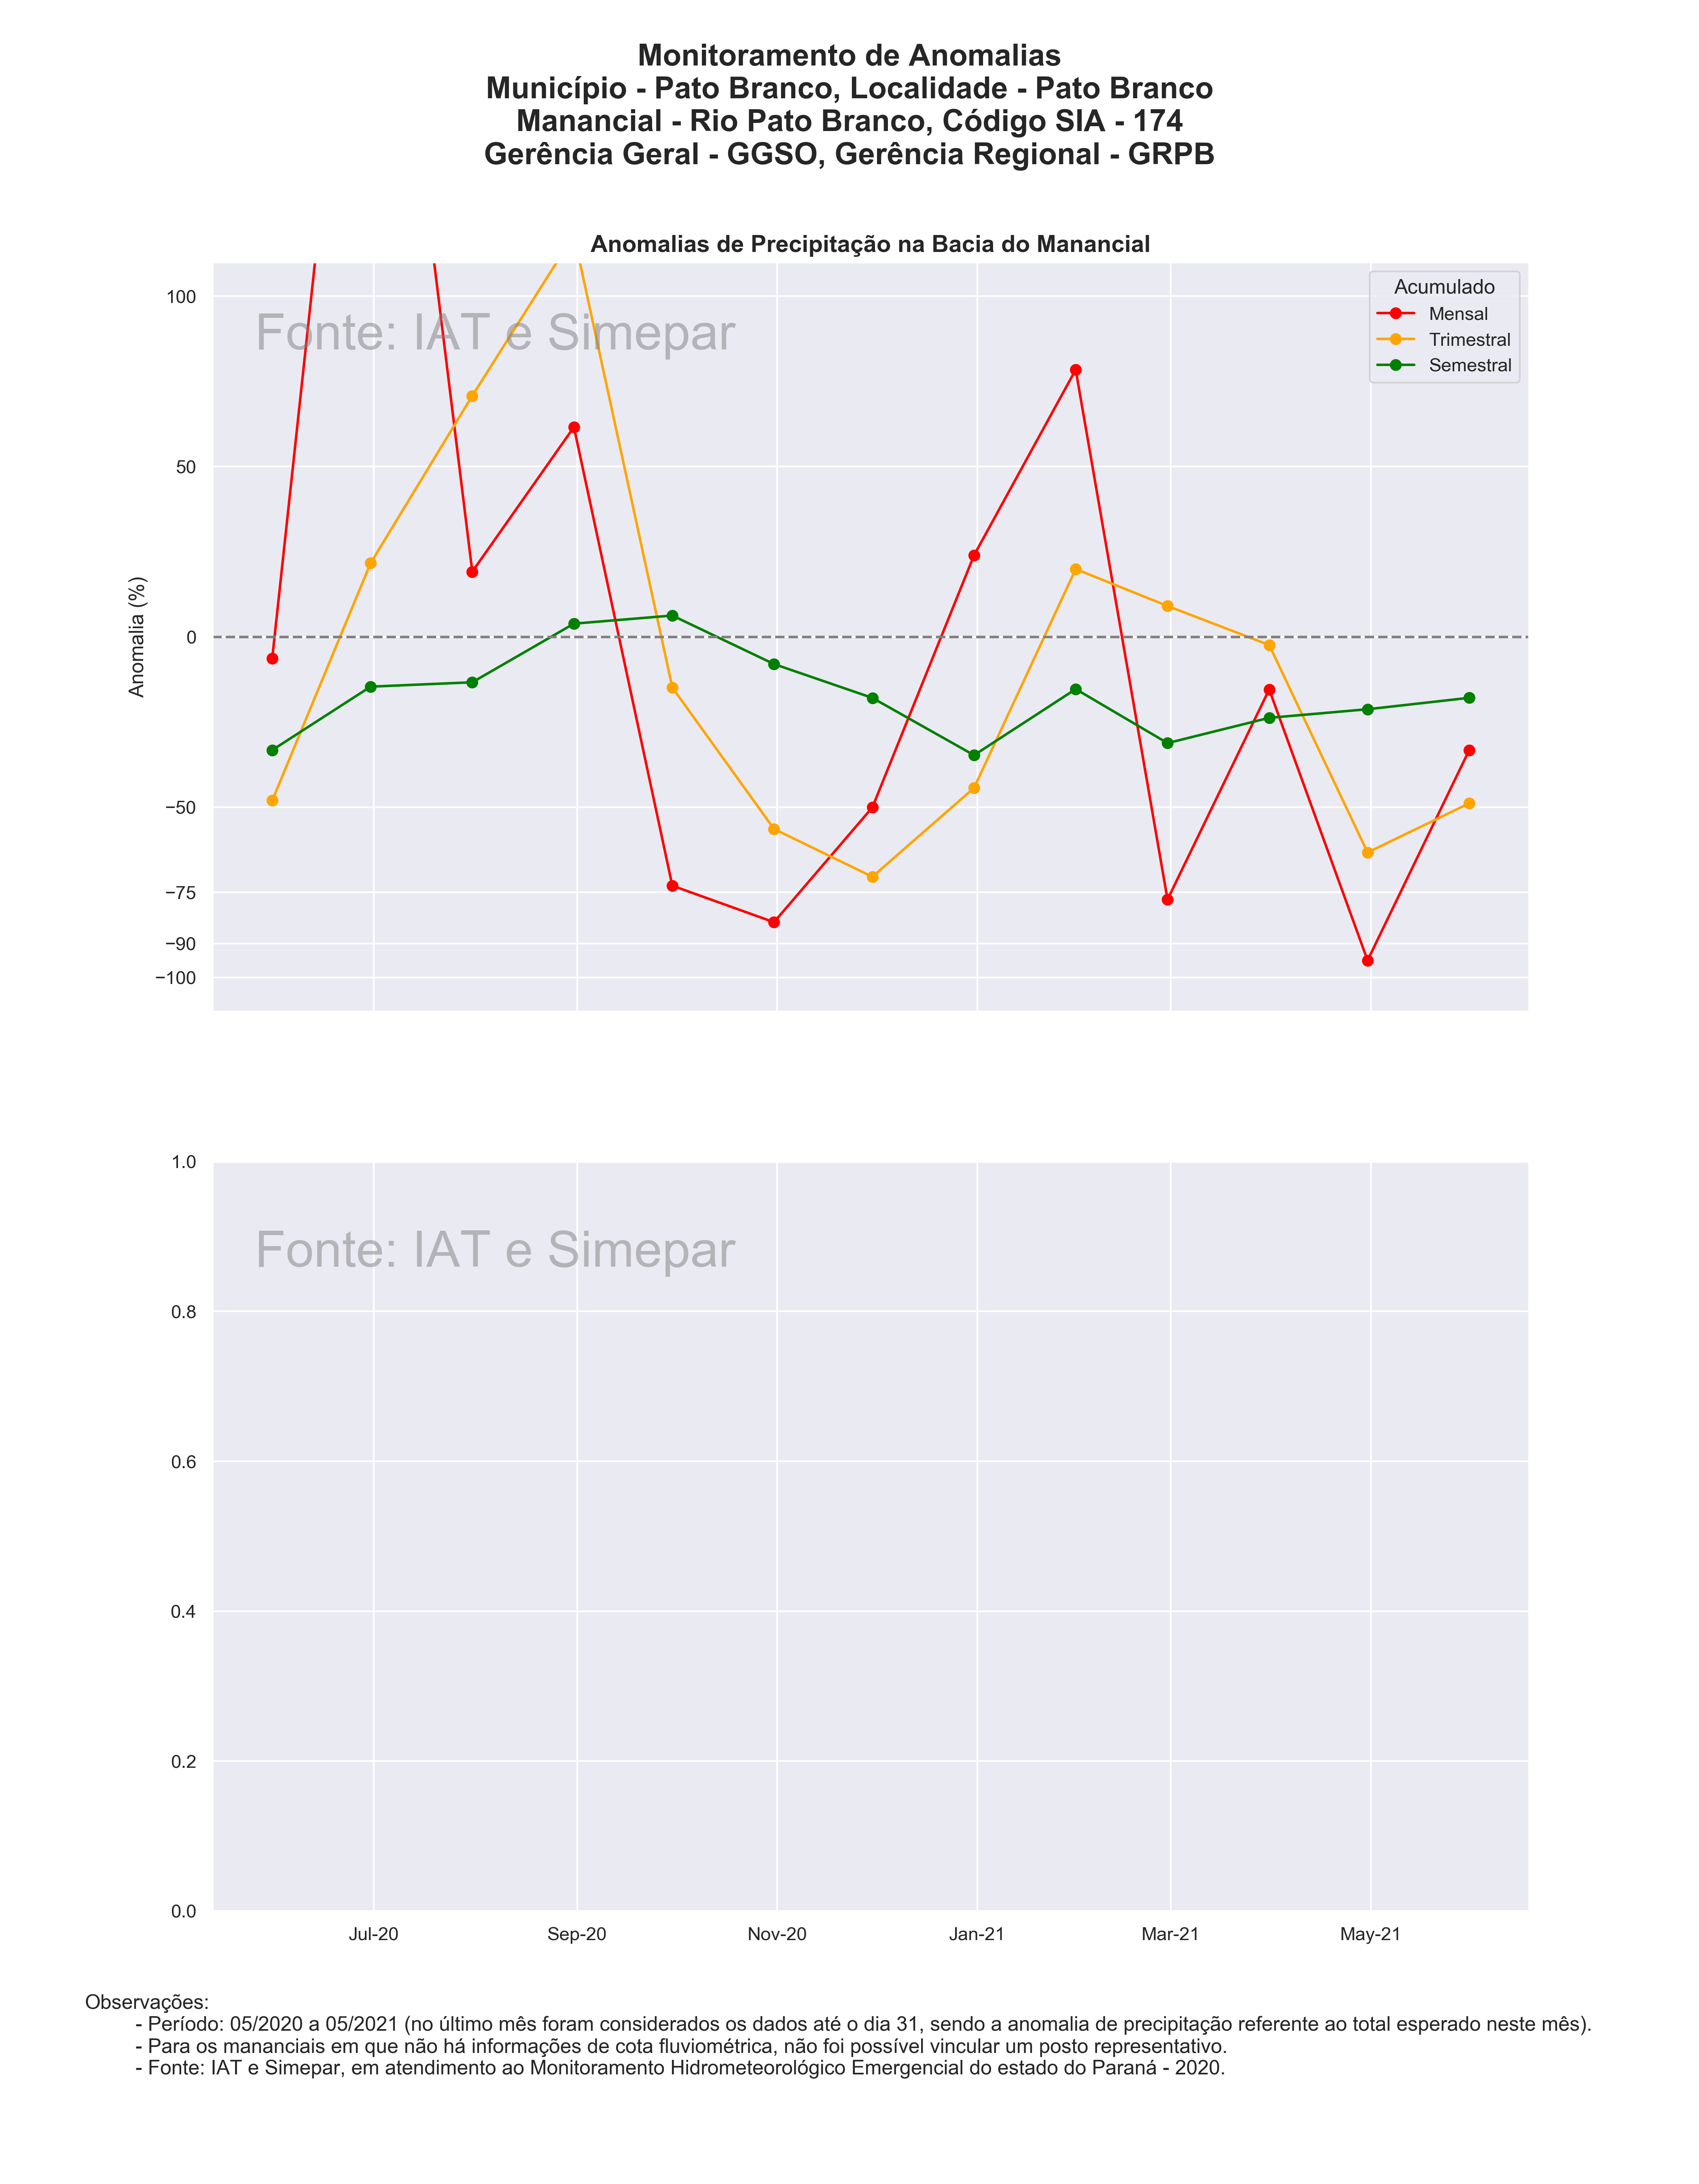 Monitoramento de Anomalias
Município - Pato Branco, Localidade - Pato Branco
Manancial - Rio Pato Branco, Código SIA - 174
Gerência Geral - GGSO, Gerência Regional - GRPB
Anomalias de Precipitação na Bacia do Manancial
Fonte: IAT e Simepar
Acumulado
Mensal
Trimestral
Semestral
Anomalia (%)
100
50
0
−50
−75
−90
−100
Fonte: IAT e Simepar
1.0
0.8
0.6
0.4
0.2
0.0
Jul-20 Sep-20 Nov-20 Jan-21 Mar-21 May-21
Observações:
- Período: 05/2020 a 05/2021 (no último mês foram considerados os dados até o dia 31, sendo a anomalia de precipitação referente ao total esperado neste mês).
- Para os mananciais em que não há informações de cota fluviométrica, não foi possível vincular um posto representativo.
- Fonte: IAT e Simepar, em atendimento ao Monitoramento Hidrometeorológico Emergencial do estado do Paraná - 2020.